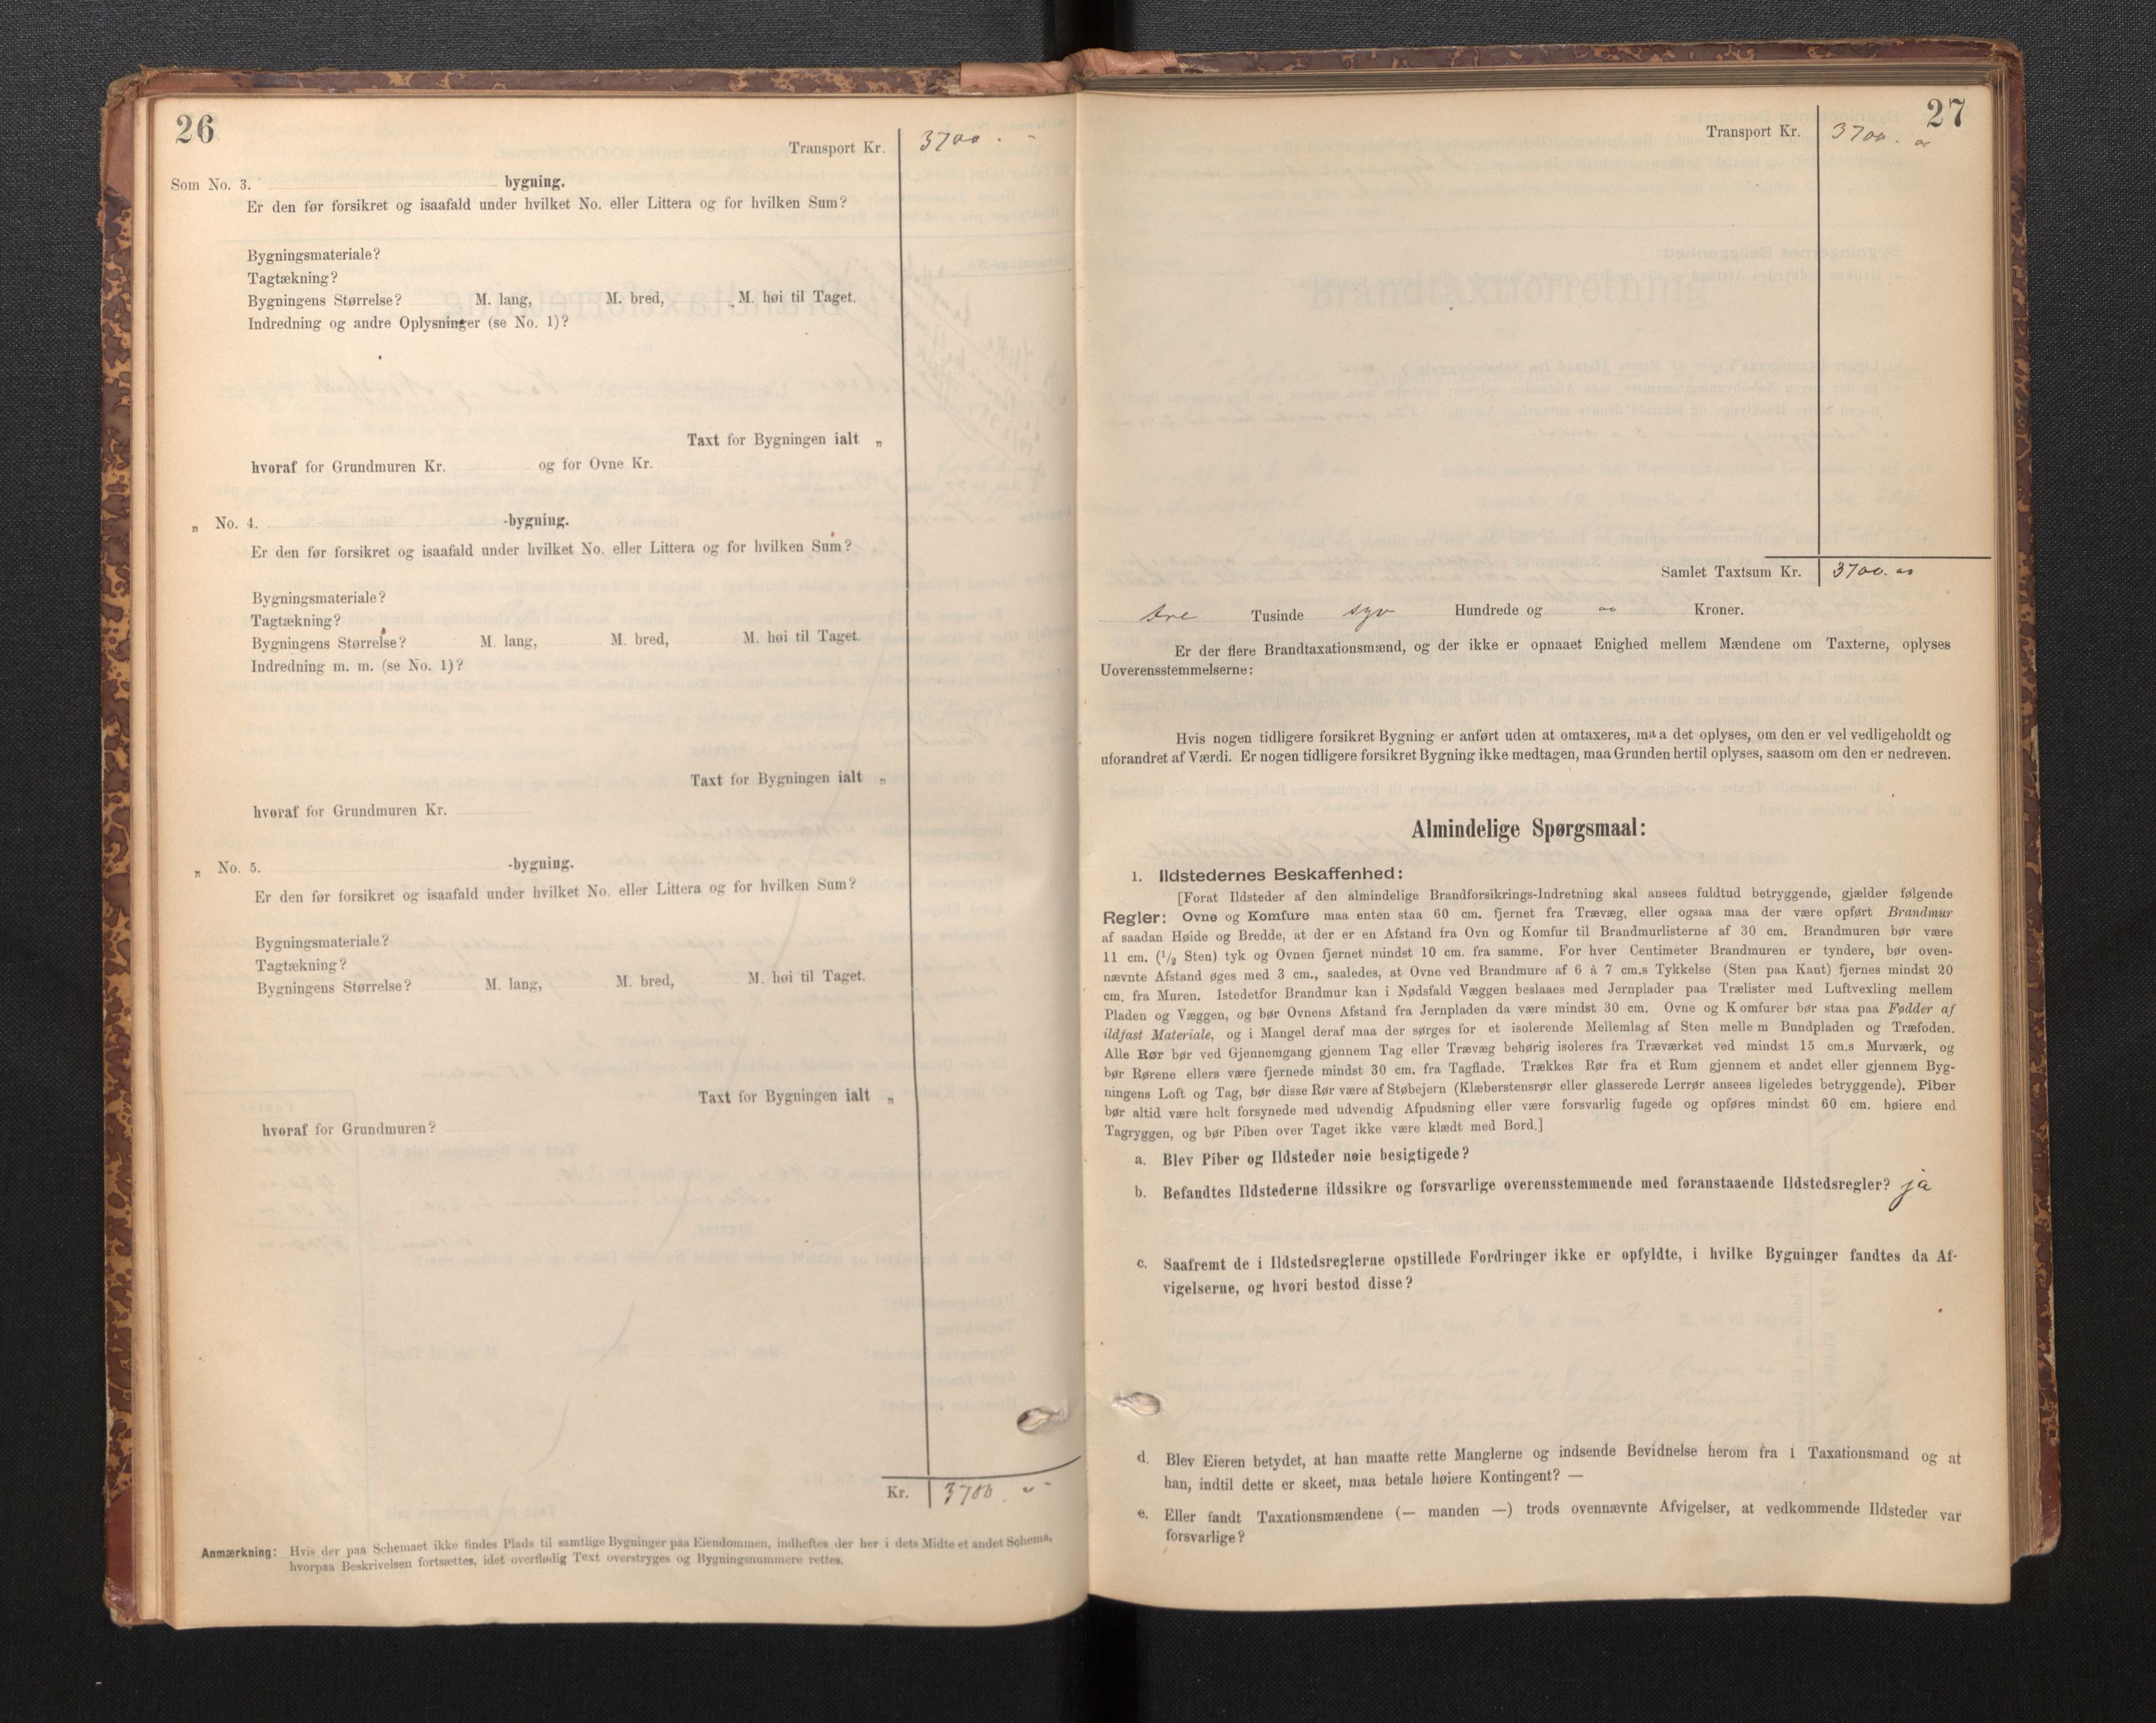 26
Transport Kr. 3700. -
Som No. 3. bygning.
Er den før forsikret og isaafald under hvilket No. eller Littera og for hvilken Sum?
Bygningsmateriale?
Tagtækning?
Bygningens Størrelse? M. lang, M. bred, M. høi til Taget.
Indredning og andre Oplysninger (se No. 1)?
Taxt for Bygningen ialt „
hvoraf for Grundmuren Kr. og for Ovne Kr.
„ No. 4. -bygning.
Er den før forsikret og isaafald under hvilket No. eller Littera og for hvilken Sum?
Bygningsmateriale?
Tagtækning?
Bygningens Størrelse? M. lang, M. bred, M. høi til Taget.
Indredning m. m. (se No. 1)?
Taxt for Bygningen ialt „
hvoraf for Grundmuren Kr.
„ No. 5. -bygning.
Er den før forsikret og isaafald under hvilket No. eller Littera og for hvilken Sum?
Bygningsmateriale?
Tagtækning?
Bygningens Størrelse? M. lang, M. bred, M. høi til Taget.
Taxt for Bygningen ialt „
hvoraf for Grundmuren?
Kr. 3700
Anmærkning: Hvis der paa Schemaet ikke findes Plads til samtlige Bygninger paa Eiendommen, indheftes der her i dets Midte et andet Schema,
hvorpaa Beskrivelsen fortsættes, idet overflødig Text overstryges og Bygningsnummere rettes.
27
Transport Kr. 3700. oo
Samlet Taxtsum Kr. 3700. oo
tre Tusinde syv Hundrede og oo Kroner.
Er der flere Brandtaxationsmænd, og der ikke er opnaaet Enighed mellem Mændene om Taxterne, oplyses
Uoverensstemmelserne:
Hvis nogen tidligere forsikret Bygning er anført uden at omtaxeres, maa det oplyses, om den er vel vedligeholdt og
uforandret af Værdi. Er nogen tidligere forsikret Bygning ikke medtagen, maa Grunden hertil oplyses, saasom om den er nedreven.
Almindelige Spørgsmaal:
1. Ildstedernes Beskaffenhed:
[Forat Ildsteder af den almindelige Brandforsikrings-Indretning skal ansees fuldtud betryggende, gjælder følgende
Regler: Ovne og Komfure maa enten staa 60 cm. fjernet fra Trævæg, eller ogsaa maa der være opført Brandmur
af saadan Høide og Bredde, at der er en Afstand fra Ovn og Komfur til Brandmurlisterne af 30 cm. Brandmuren bør være
11 cm. (1/2 Sten) tyk og Ovnen fjernet mindst 10 cm. fra samme. For hver Centimeter Brandmuren er tyndere, bør oven-
nævnte Afstand øges med 3 cm., saaledes, at Ovne ved Brandmure af 6 à 7 cm.s Tykkelse (Sten paa Kant) fjernes mindst 20
cm. fra Muren. Istedetfor Brandmur kan i Nødsfald Væggen beslaaes med Jernplader paa Trælister med Luftvexling mellem
Pladen og Væggen, og bør Ovnens Afstand fra Jernpladen da være mindst 30 cm. Ovne og Komfurer bør staa paa Fødder af
ildfast Materiale, og i Mangel deraf maa der sørges for et isolerende Mellemlag af Sten mellem Bundpladen og Træfoden.
Alle Rør bør ved Gjennemgang gjennem Tag eller Trævæg behørig isoleres fra Træværket ved mindst 15 cm.s Murværk, og
bør Rørene ellers være fjernede mindst 30 cm. fra Tagflade. Trækkes Rør fra et Rum gjennem et andet eller gjennem Byg-
ningens Loft og Tag, bør disse Rør være af Støbejern (Klæberstensrør eller glasserede Lerrør ansees ligeledes betryggende). Piber
bør altid være helt forsynede med udvendig Afpudsning eller være forsvarlig fugede og opføres mindst 60 cm. høiere end
Tagryggen, og bør Piben over Taget ikke være klædt med Bord.]
a. Blev Piber og Ildsteder nøie besigtigede?
b. Befandtes Ildstederne ildssikre og forsvarlige overensstemmende med foranstaaende Ildstedsregler? ja
c. Saafremt de i Ildstedsreglerne opstillede Fordringer ikke er opfyldte, i hvilke Bygninger fandtes da Af-
vigelserne, og hvori bestod disse?
d. Blev Eieren betydet, at han maatte rette Manglerne og indsende Bevidnelse herom fra 1 Taxationsmand og at
han, indtil dette er skeet, maa betale høiere Kontingent? —
e. Eller fandt Taxationsmændene (— manden —) trods ovennævnte Afvigelser, at vedkommende Ildsteder var
forsvarlige?